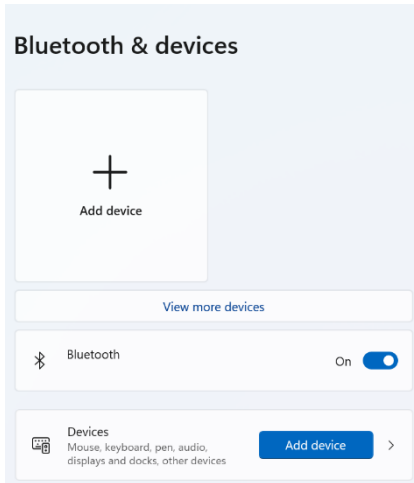 Bluetooth & devices
Add device
View more devices
Bluetooth
On
Devices
Mouse, keyboard, pen, audio,
displays and docks, other devices
Add device